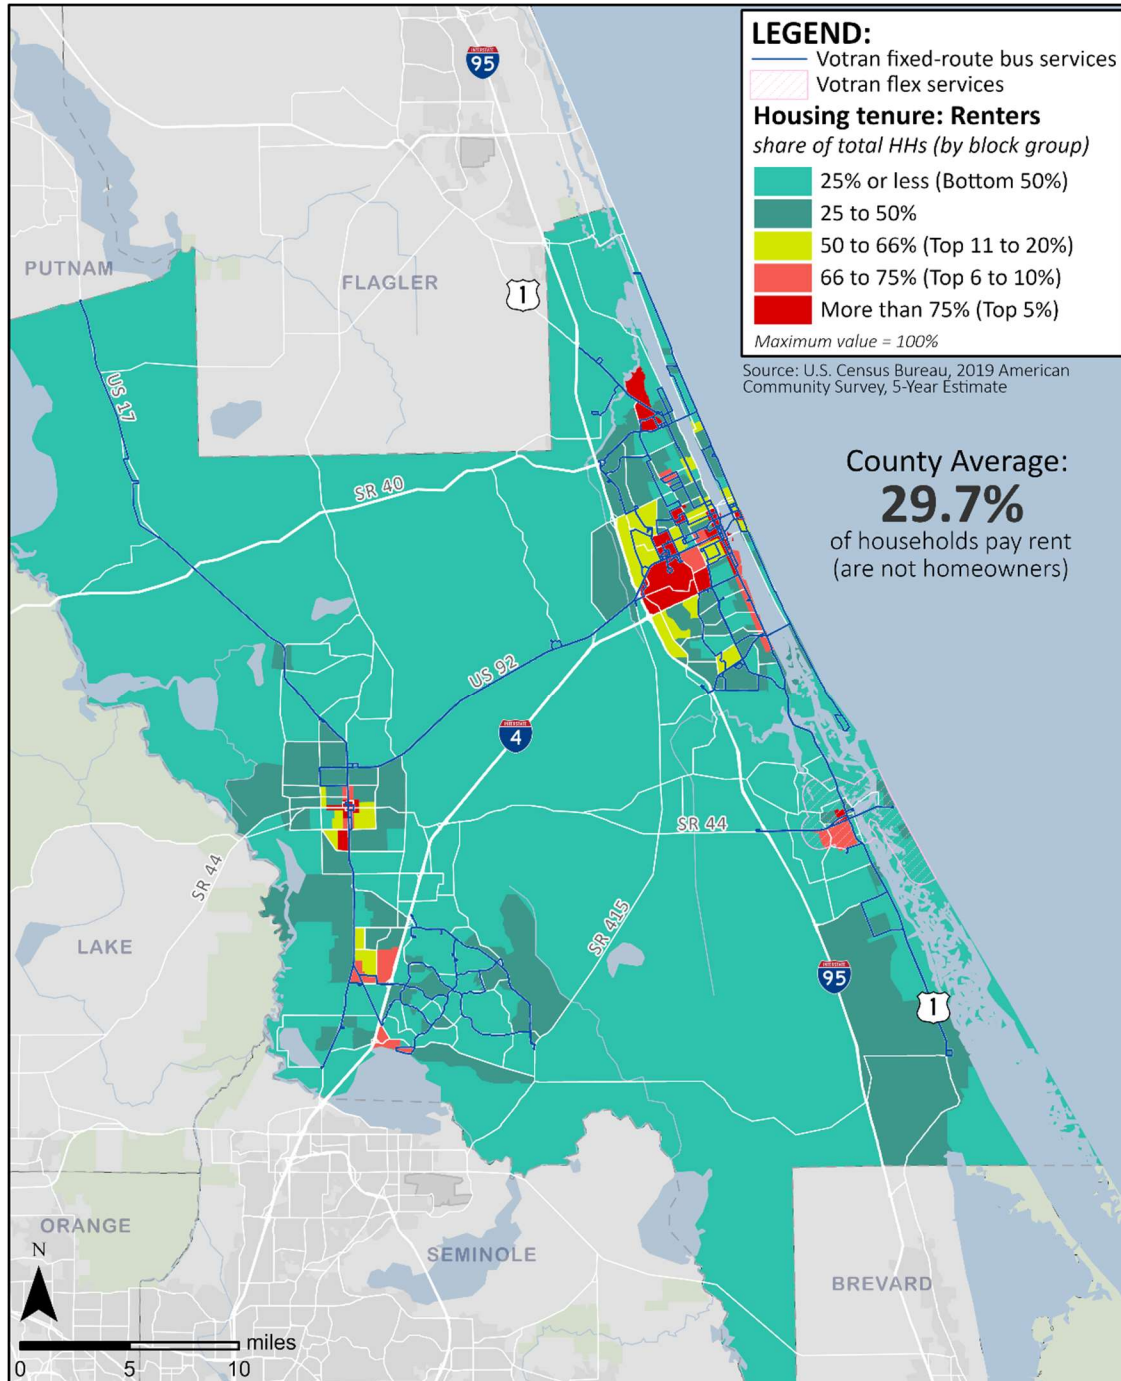 LEGEND:
Votran fixed-route bus services
Votran flex services
Housing tenure: Renters
share of total HHs (by block group)
25% or less (Bottom 50%)
25 to 50%
50 to 66% (Top 11 to 20%)
66 to 75% (Top 6 to 10%)
More than 75% (Top 5%)
Maximum value = 100%
Source: U.S. Census Bureau, 2019 American
Community Survey, 5-Year Estimate
County Average:
29.7%
of households pay rent
(are not homeowners)
INTERSTATE
95
PUTNAM
FLAGLER
1
US 17
SR 40
US 92
INTERSTATE
4
SR 44
SR 44
SR 415
LAKE
INTERSTATE
95
1
ORANGE
SEMINOLE
BREVARD
N
miles
0 5 10